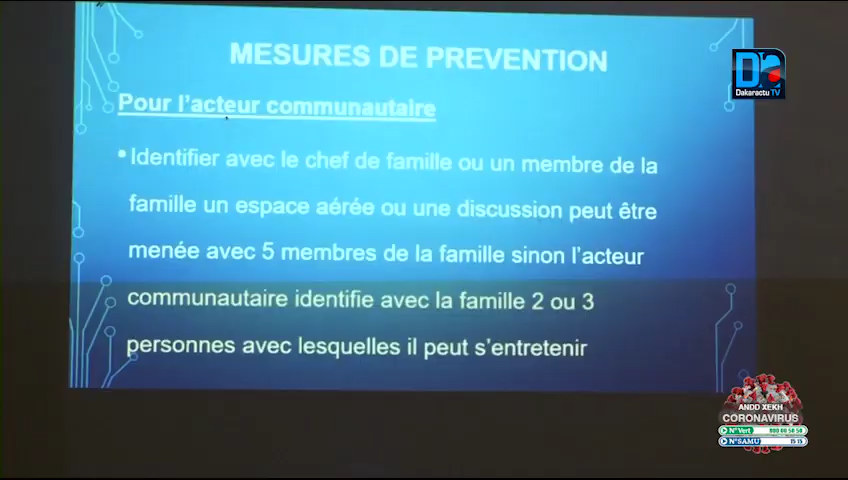 MESURES DE PREVENTION
Pour l'acteur communautaire
•Identifier avec le chef de famille ou un membre de la
famille un espace aérée ou une discussion peut être
menée avec 5 membres de la famille sinon l'acteur
communautaire identifie avec la famille 2 ou 3
personnes avec lesquelles il peut s'entretenir
Dakaractu TV
ANDD XEKH
CORONAVIRUS
N° Vert 800 00 50 50
N°SAMU 15 15